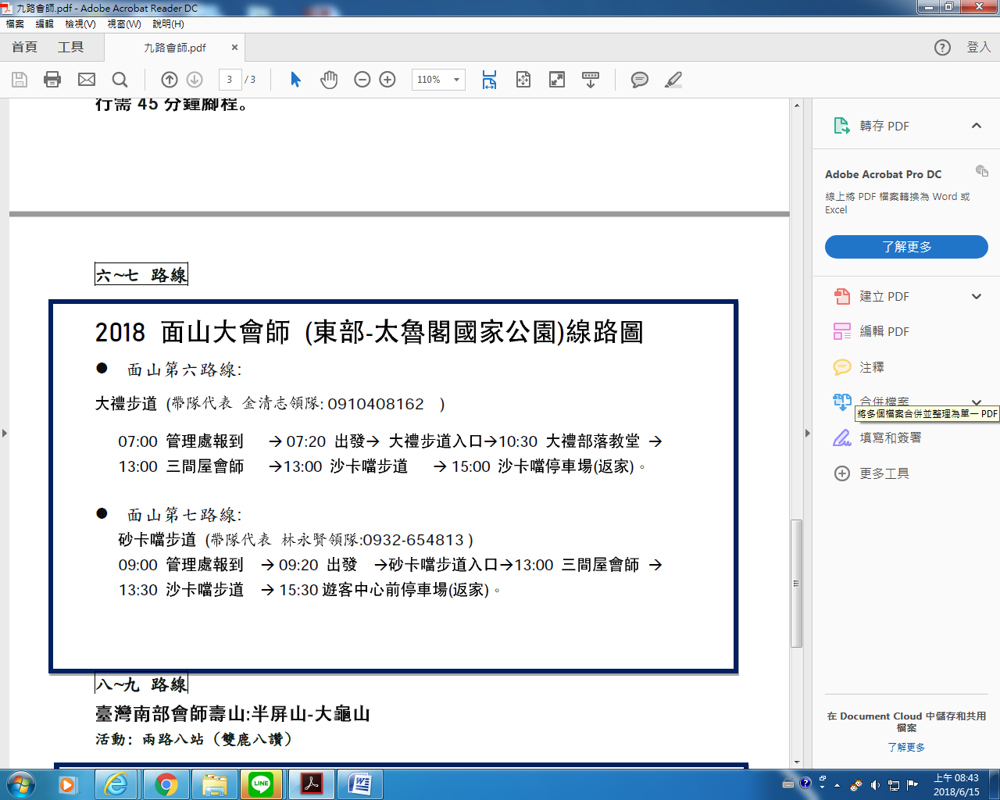 九路會師.pdf - Adobe Acrobat Reader DC
檔案 編輯 檢視(V) 視窗(W) 說明(H)
首頁 工具 九路會師.pdf × 登入
3 / 3 110%
行需 45 分鐘腳程。
六~七 路線
2018 面山大會師 (東部-太魯閣國家公園)線路圖
● 面山第六路線:
大禮步道 (帶隊代表 金清志領隊: 0910408162 )
07:00 管理處報到 → 07:20 出發→ 大禮步道入口→10:30 大禮部落教堂 →
13:00 三間屋會師 →13:00 沙卡噹步道 → 15:00 沙卡噹停車場(返家)。
● 面山第七路線:
砂卡噹步道 (帶隊代表 林永賢領隊:0932-654813 )
09:00 管理處報到 → 09:20 出發 →砂卡噹步道入口→13:00 三間屋會師 →
13:30 沙卡噹步道 → 15:30 遊客中心前停車場(返家)。
八~九 路線
臺灣南部會師壽山:半屏山-大龜山
活動: 兩路八站（雙鹿八讚）
轉存 PDF
Adobe Acrobat Pro DC
線上將 PDF 檔案轉換為 Word 或
Excel
了解更多
建立 PDF
編輯 PDF
注釋
合併檔案
將多個檔案合併並整理為單一 PDF
填寫和簽署
更多工具
在 Document Cloud 中儲存和共用
檔案
了解更多
LINE
上午 08:43
2018/6/15